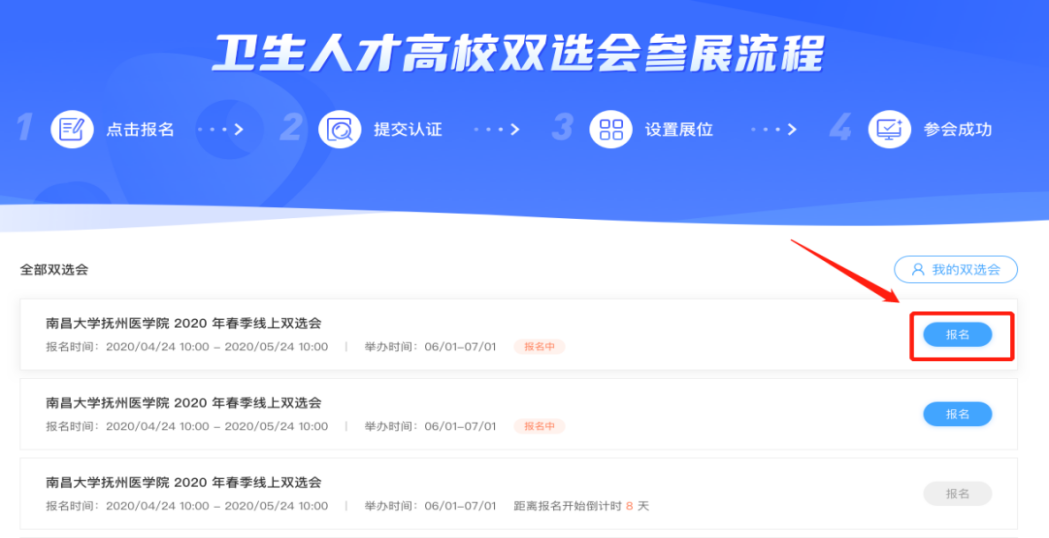 卫生人才高校双选会参展流程
1 点击报名 ···> 2 提交认证 ···> 3 设置展位 ···> 4 参会成功
全部双选会 我的双选会
南昌大学抚州医学院 2020 年春季线上双选会
报名时间：2020/04/24 10:00 – 2020/05/24 10:00 | 举办时间：06/01–07/01 报名中 报名
南昌大学抚州医学院 2020 年春季线上双选会
报名时间：2020/04/24 10:00 – 2020/05/24 10:00 | 举办时间：06/01–07/01 报名中 报名
南昌大学抚州医学院 2020 年春季线上双选会
报名时间：2020/04/24 10:00 – 2020/05/24 10:00 | 举办时间：06/01–07/01 距离报名开始倒计时 8 天 报名